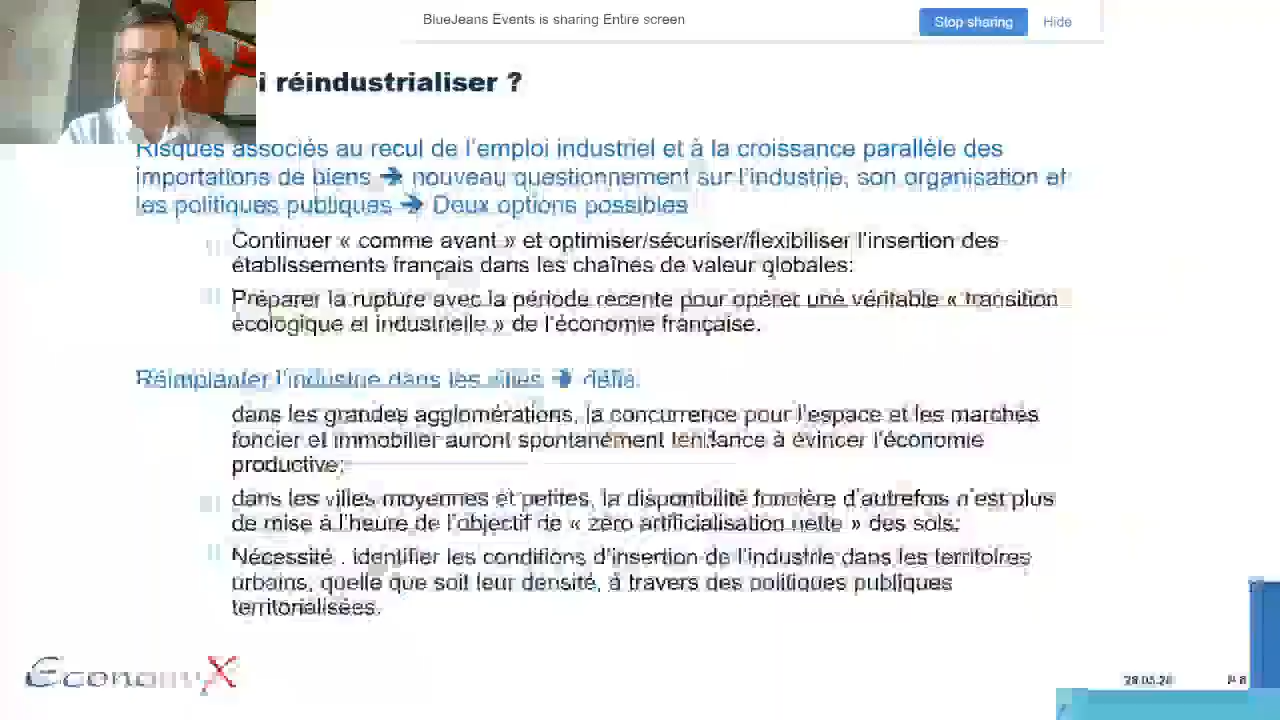 BlueJeans Events is sharing Entire screen
Stop sharing
Hide
i réindustrialiser ?
Risques associés au recul de l'emploi industriel et à la croissance parallèle des
importations de biens ➔ nouveau questionnement sur l'industrie, son organisation et
les politiques publiques ➔ Deux options possibles
Continuer « comme avant » et optimiser/sécuriser/flexibiliser l'insertion des
établissements français dans les chaînes de valeur globales:
Préparer la rupture avec la période récente pour opérer une véritable « transition
écologique et industrielle » de l'économie française.
Réimplanter l'industrie dans les villes ➔ défis.
dans les grandes agglomérations, la concurrence pour l'espace et les marchés
foncier et immobilier auront spontanément tendance à évincer l'économie
productive;
dans les villes moyennes et petites, la disponibilité foncière d'autrefois n'est plus
de mise à l'heure de l'objectif de « zéro artificialisation nette » des sols;
Nécessité : identifier les conditions d'insertion de l'industrie dans les territoires
urbains, quelle que soit leur densité, à travers des politiques publiques
territorialisées.
EconomiX